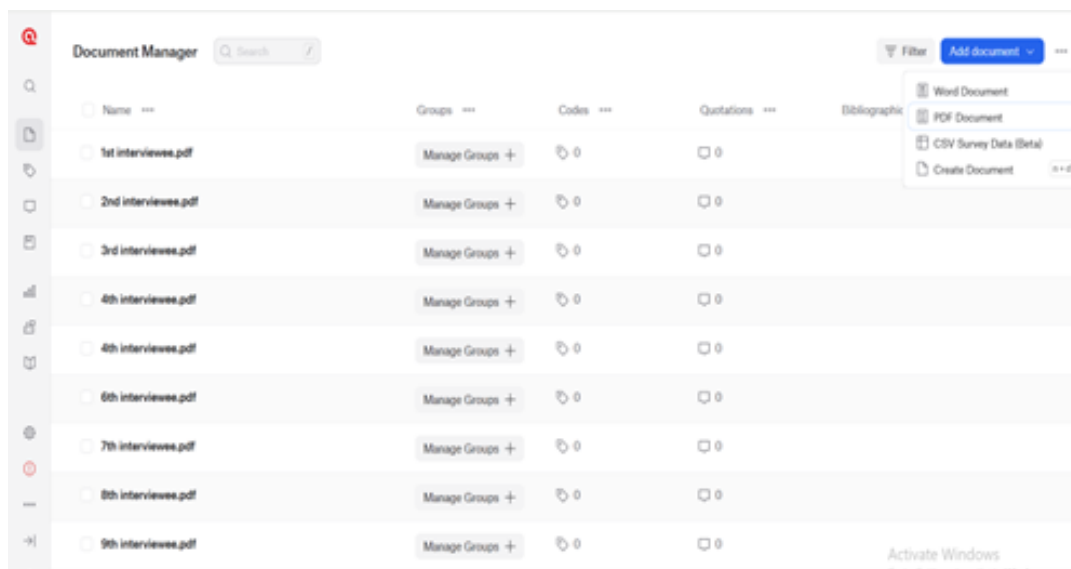 Document Manager Search / Filter Add document
Word Document
Name Groups Codes Quotations Bibliographic PDF Document
CSV Survey Data (Beta)
1st interviewee.pdf Manage Groups + 0 0
Create Document
2nd interviewee.pdf Manage Groups + 0 0
3rd interviewee.pdf Manage Groups + 0 0
4th interviewee.pdf Manage Groups + 0 0
4th interviewee.pdf Manage Groups + 0 0
6th interviewee.pdf Manage Groups + 0 0
7th interviewee.pdf Manage Groups + 0 0
8th interviewee.pdf Manage Groups + 0 0
9th interviewee.pdf Manage Groups + 0 0
Activate Windows